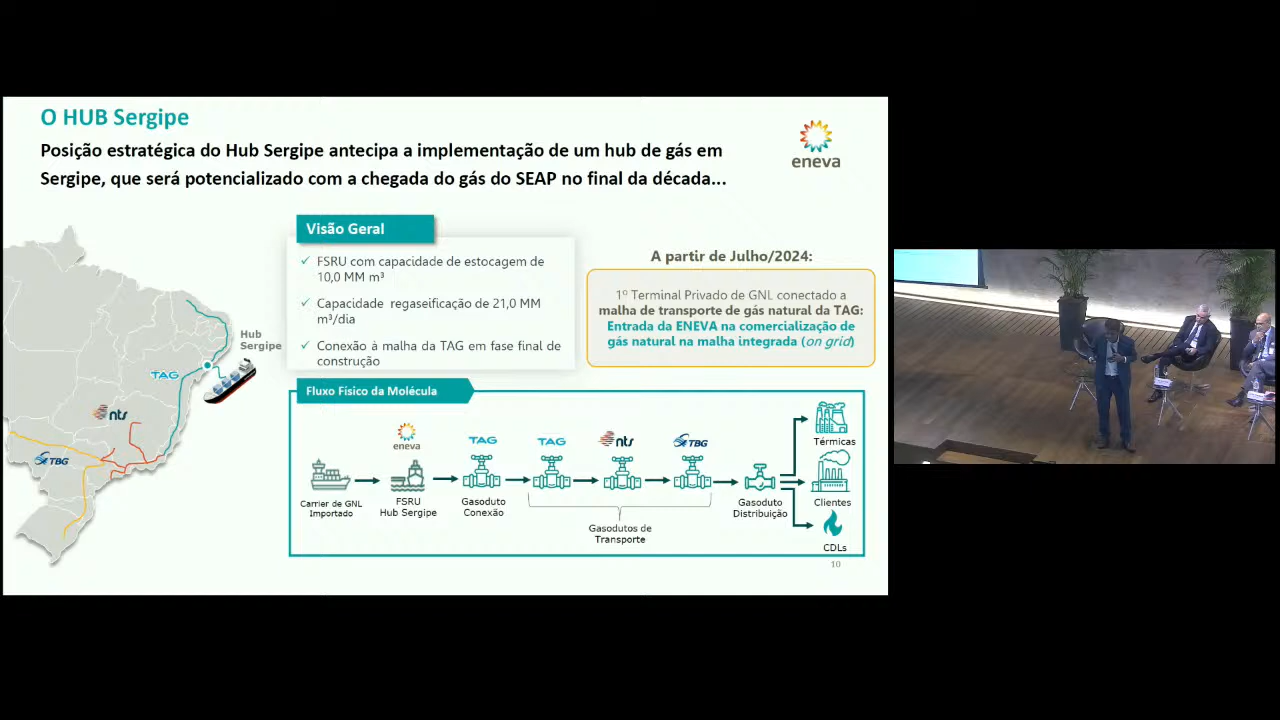 O HUB Sergipe
Posição estratégica do Hub Sergipe antecipa a implementação de um hub de gás em
Sergipe, que será potencializado com a chegada do gás do SEAP no final da década...
eneva
Visão Geral
✓ FSRU com capacidade de estocagem de
10,0 MM m³
✓ Capacidade regaseificação de 21,0 MM
m³/dia
✓ Conexão à malha da TAG em fase final de
construção
A partir de Julho/2024:
1º Terminal Privado de GNL conectado a
malha de transporte de gás natural da TAG:
Entrada da ENEVA na comercialização de
gás natural na malha integrada (on grid)
Hub
Sergipe
TAG
nts
TBG
Fluxo Físico da Molécula
eneva
TAG
TAG
nts
TBG
Carrier de GNL
Importado
FSRU
Hub Sergipe
Gasoduto
Conexão
Gasodutos de
Transporte
Gasoduto
Distribuição
Térmicas
Clientes
CDLs
10